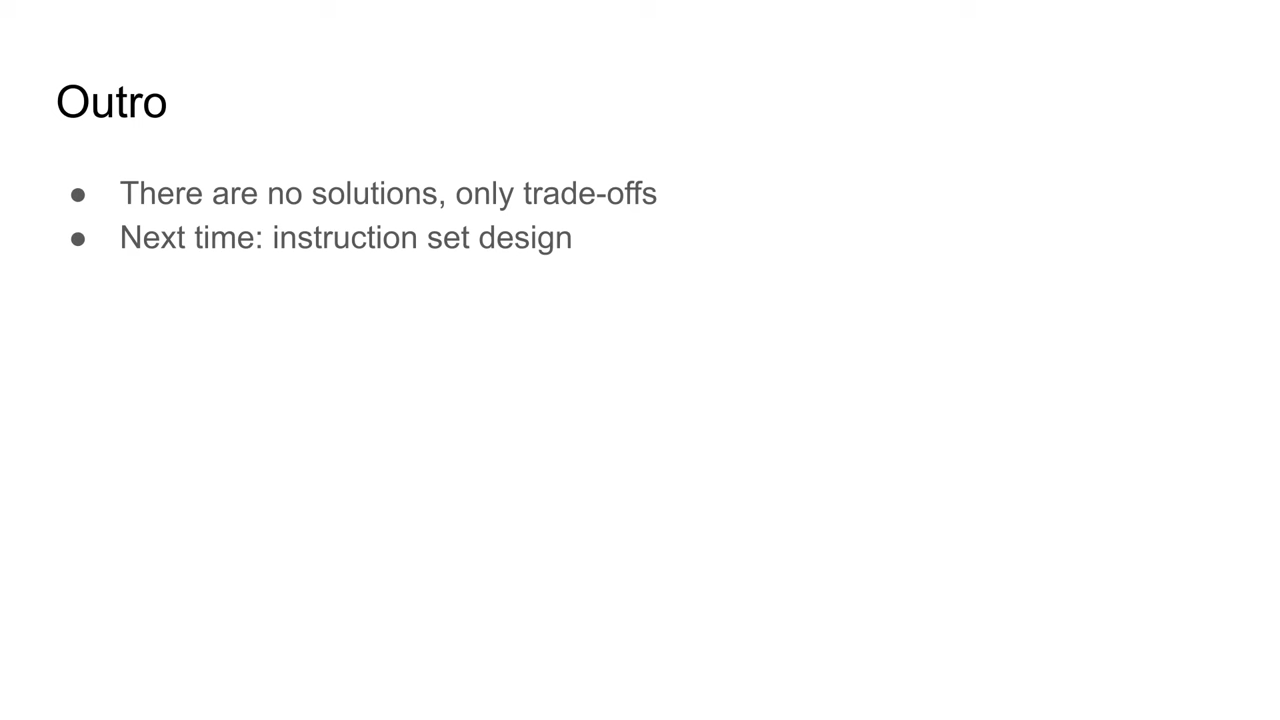 Outro
● There are no solutions, only trade-offs
● Next time: instruction set design